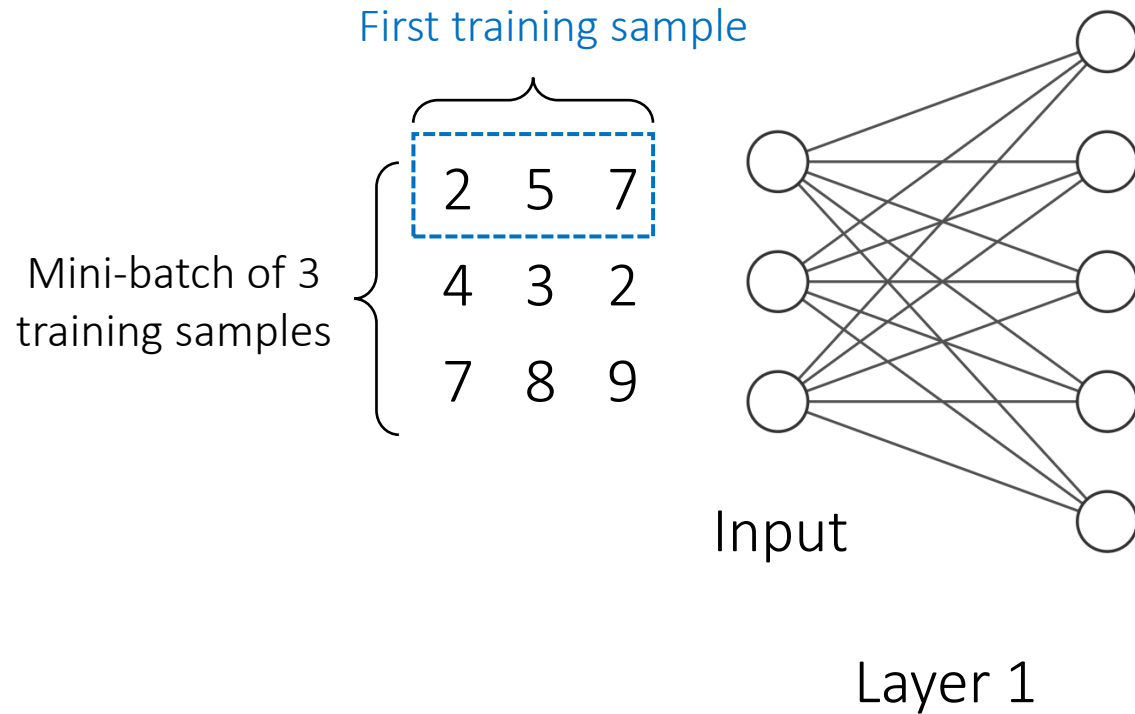 First training sample
2 5 7
Mini-batch of 3
training samples
4 3 2
7 8 9
Input
Layer 1